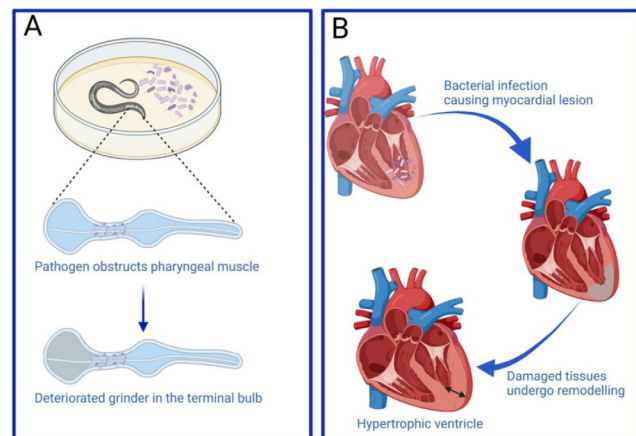 A
Pathogen obstructs pharyngeal muscle
Deteriorated grinder in the terminal bulb
B
Bacterial infection
causing myocardial lesion
Damaged tissues
undergo remodelling
Hypertrophic ventricle